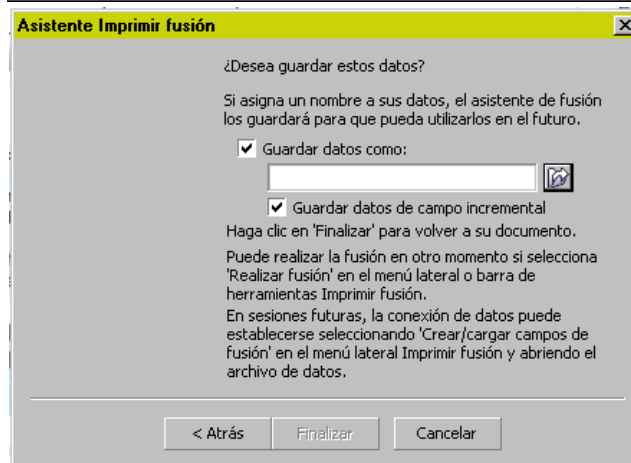 Asistente Imprimir fusión
¿Desea guardar estos datos?
Si asigna un nombre a sus datos, el asistente de fusión
los guardará para que pueda utilizarlos en el futuro.
Guardar datos como:
Guardar datos de campo incremental
Haga clic en 'Finalizar' para volver a su documento.
Puede realizar la fusión en otro momento si selecciona
'Realizar fusión' en el menú lateral o barra de
herramientas Imprimir fusión.
En sesiones futuras, la conexión de datos puede
establecerse seleccionando 'Crear/cargar campos de
fusión' en el menú lateral Imprimir fusión y abriendo el
archivo de datos.
< Atrás Finalizar Cancelar